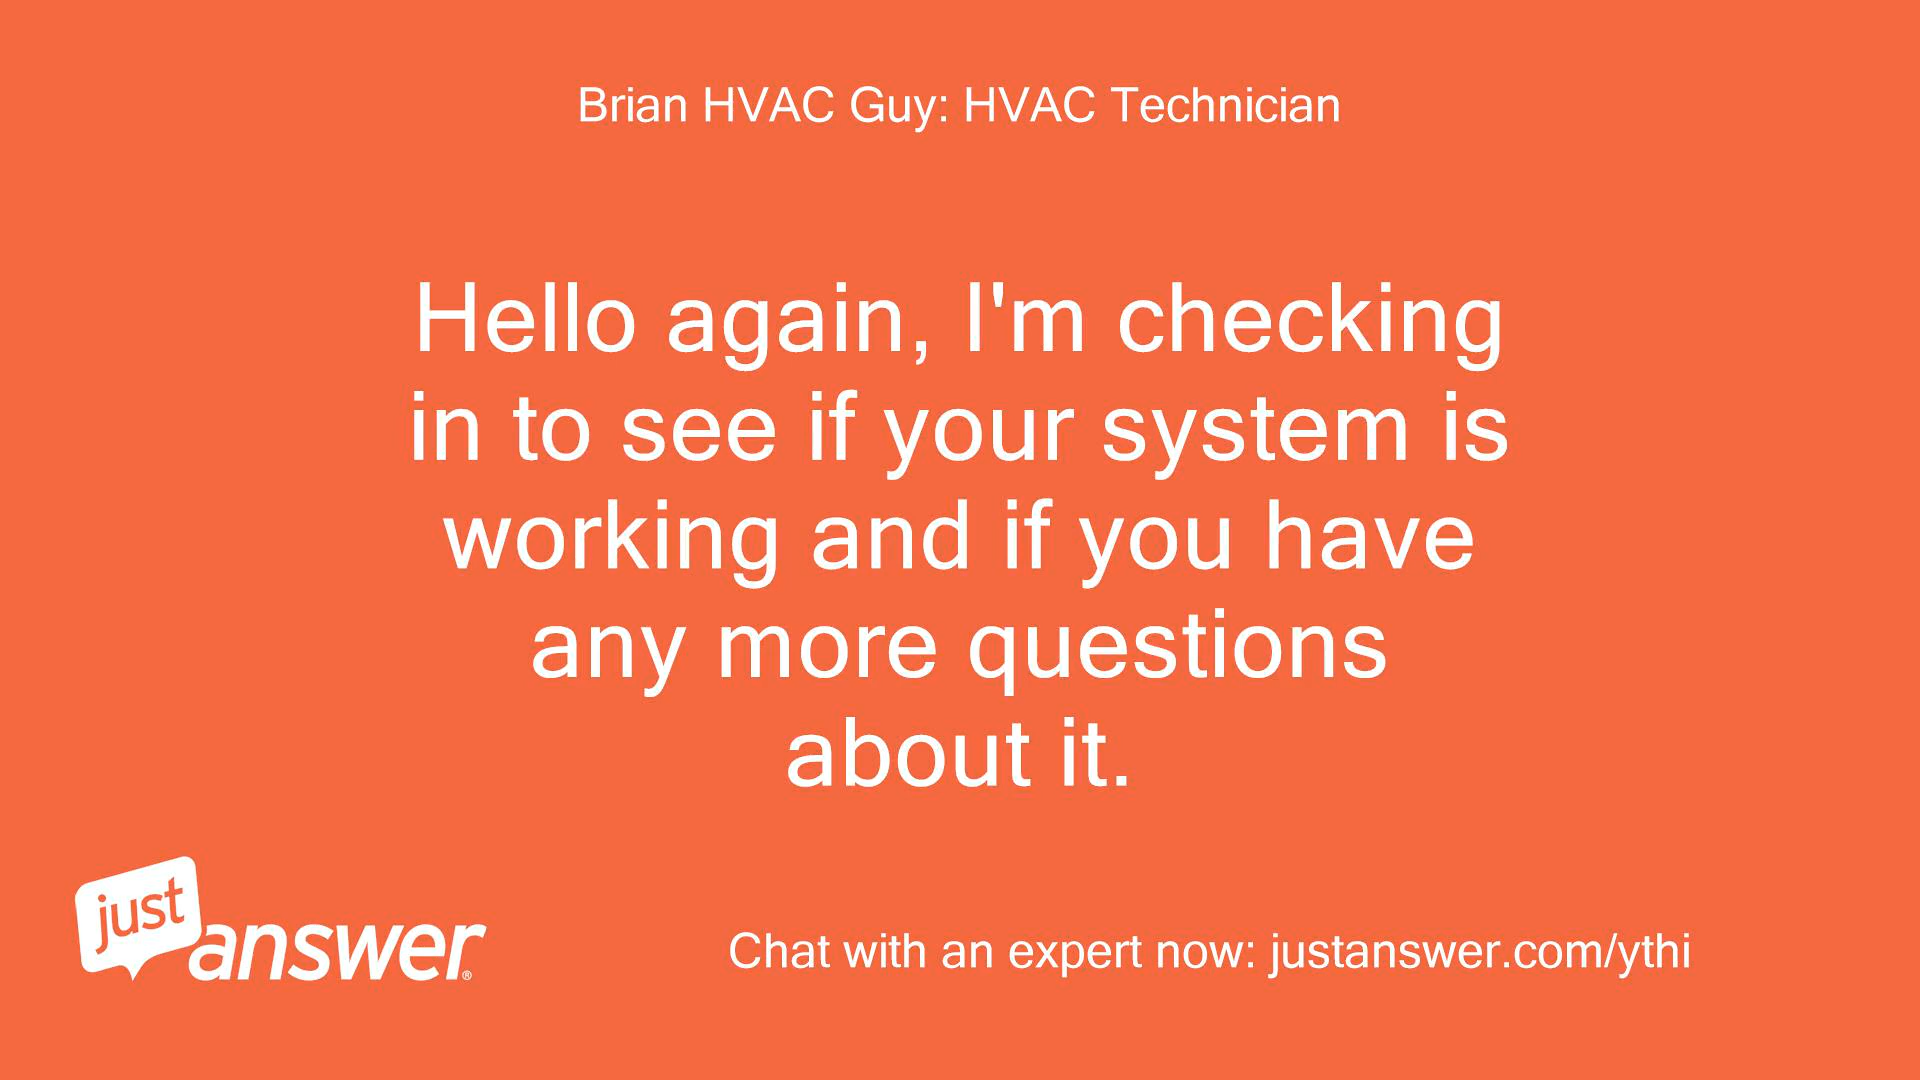 Brian HVAC Guy: HVAC Technician
Hello again, I'm checking
in to see if your system is
working and if you have
any more questions
about it.
just
answer®
Chat with an expert now: justanswer.com/ythi